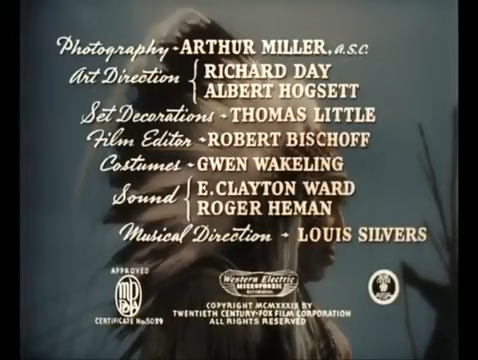 Photography - ARTHUR MILLER, A.S.C.
Art Direction { RICHARD DAY
ALBERT HOGSETT
Set Decorations - THOMAS LITTLE
Film Editor - ROBERT BISCHOFF
Costumes - GWEN WAKELING
Sound { E. CLAYTON WARD
ROGER HEMAN
Musical Direction - LOUIS SILVERS
APPROVED
CERTIFICATE No. 5039
Western Electric
MIRROPHONIC
RECORDING
COPYRIGHT MCMXXXIX BY
TWENTIETH CENTURY-FOX FILM CORPORATION
ALL RIGHTS RESERVED